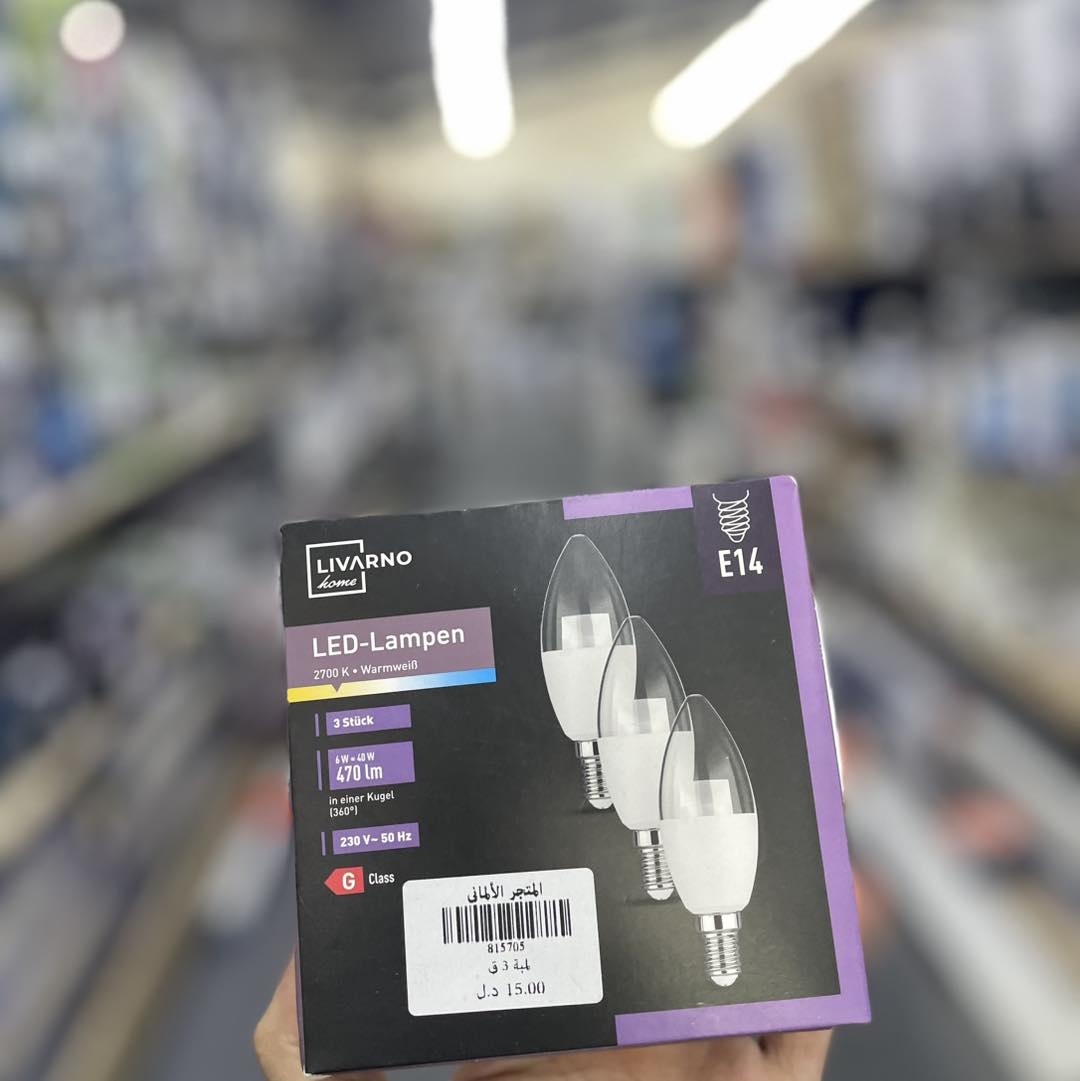 LIVARNO
home
LED-Lampen
2700 K • Warmweiß
3 Stück
6 W = 40 W
470 lm
in einer Kugel
(360°)
230 V~ 50 Hz
G Class
E14
المتجر الألماني
815705
لمبة 3 ق
15.00 د.ل